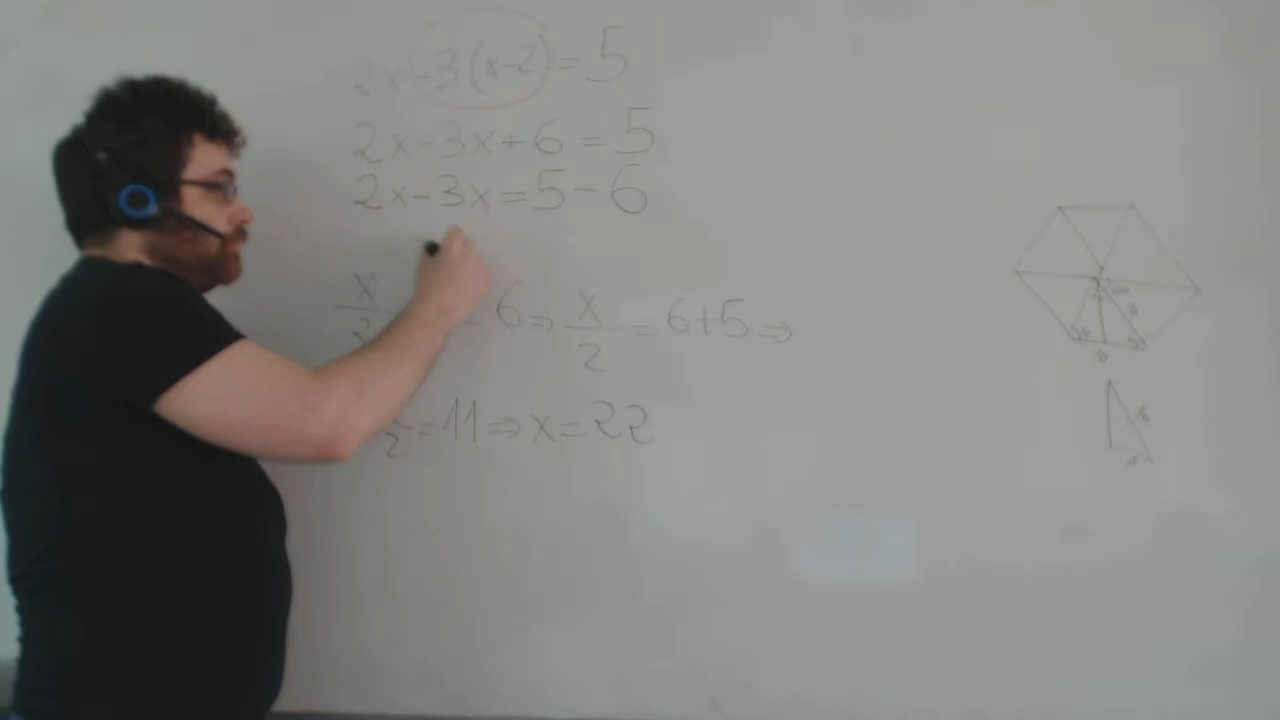 2x-3(x-2)=5
2x-3x+6=5
2x-3x=5-6
x/2 = 6 ⇒ x/2 = 6+5 ⇒
/2 = 11 ⇒ x = 22